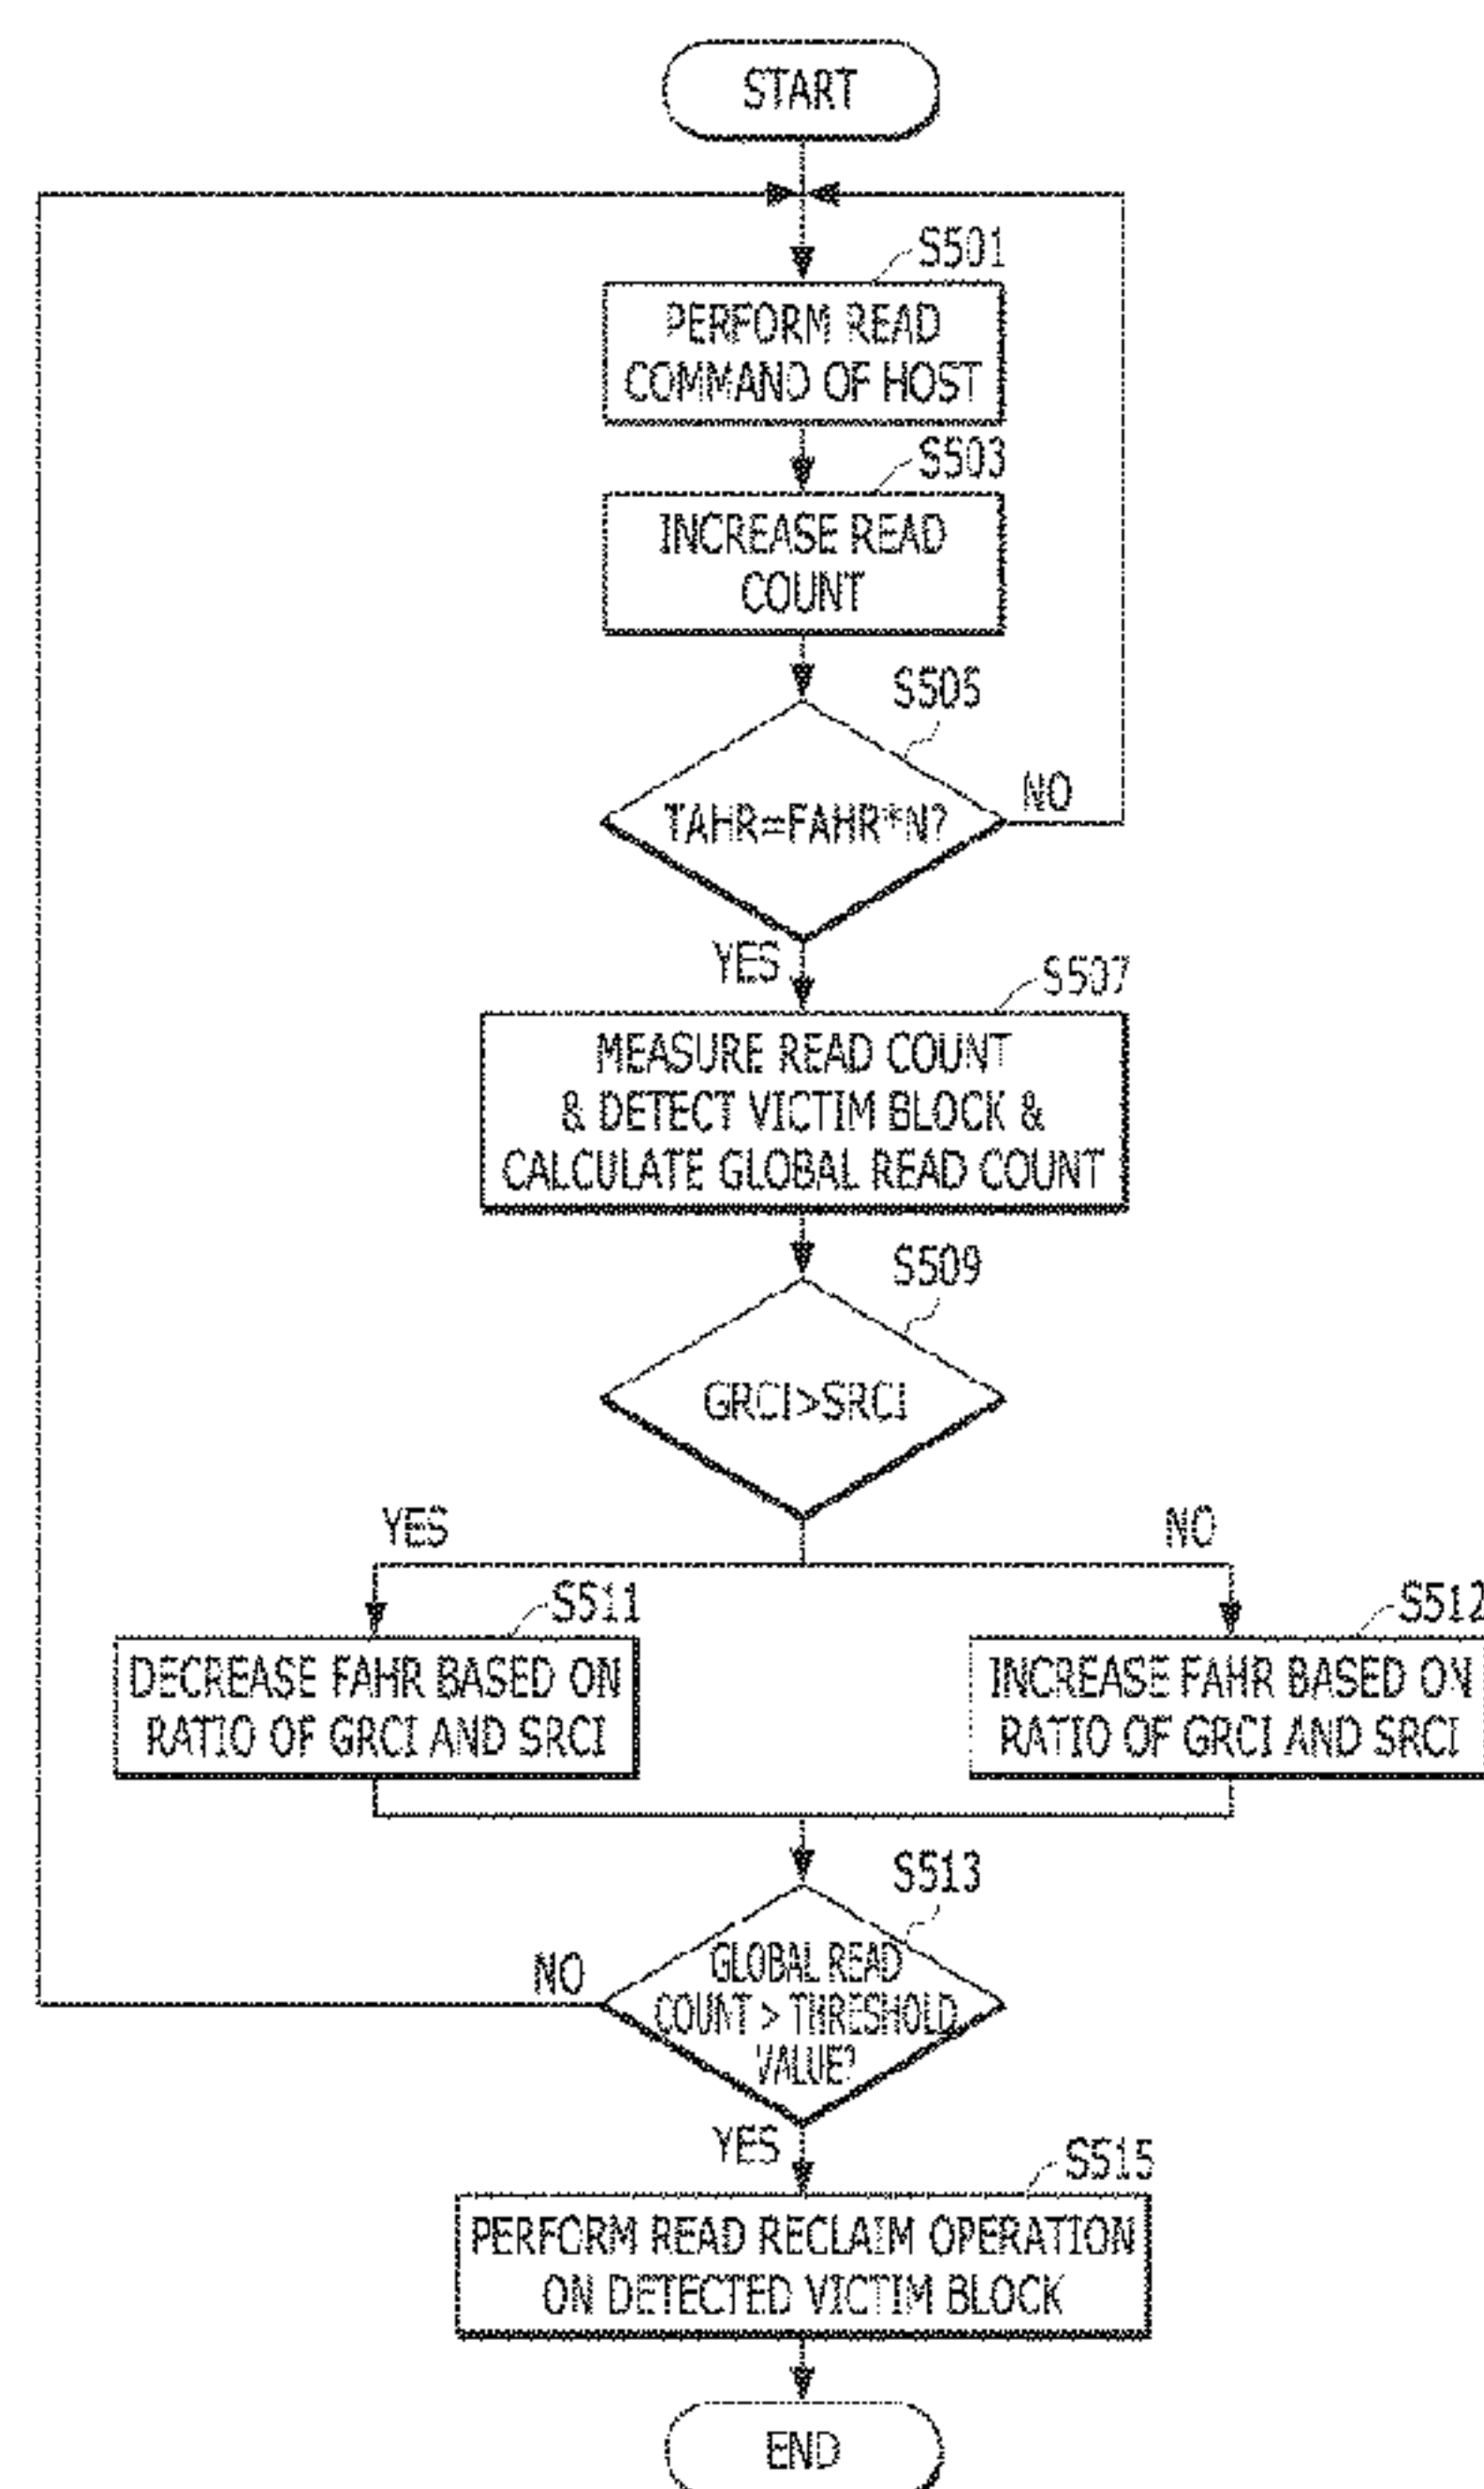 START
S501
PERFORM READ
COMMAND OF HOST
S503
INCREASE READ
COUNT
S505
TAHR=FAHR*N?
NO
YES
S507
MEASURE READ COUNT
& DETECT VICTIM BLOCK &
CALCULATE GLOBAL READ COUNT
S509
GRCI>SRCI
YES
NO
S511
DECREASE FAHR BASED ON
RATIO OF GRCI AND SRCI
S512
INCREASE FAHR BASED ON
RATIO OF GRCI AND SRCI
S513
GLOBAL READ
COUNT > THRESHOLD
VALUE?
NO
YES
S515
PERFORM READ RECLAIM OPERATION
ON DETECTED VICTIM BLOCK
END